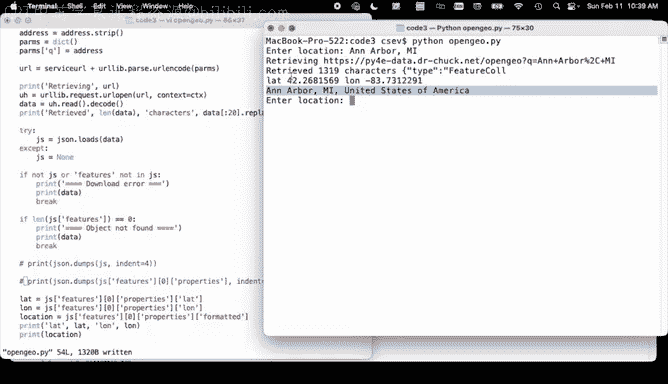 Terminal Shell Edit View Window Help
Sun Feb 11 10:39 AM
code3 — vi opengeo.py — 86×37
address = address.strip()
parms = dict()
parms['q'] = address
url = serviceurl + urllib.parse.urlencode(parms)
print('Retrieving', url)
uh = urllib.request.urlopen(url, context=ctx)
data = uh.read().decode()
print('Retrieved', len(data), 'characters', data[:20].replac
try:
js = json.loads(data)
except:
js = None
if not js or 'features' not in js:
print('==== Download error ===')
print(data)
break
if len(js['features']) == 0:
print('==== Object not found ====')
print(data)
break
# print(json.dumps(js, indent=4))
# print(json.dumps(js['features'][0]['properties'], indent=
lat = js['features'][0]['properties']['lat']
lon = js['features'][0]['properties']['lon']
location = js['features'][0]['properties']['formatted']
print('lat', lat, 'lon', lon)
print(location)
"opengeo.py" 54L, 1320B written
code3 — Python opengeo.py — 75×30
MacBook-Pro-522:code3 csev$ python opengeo.py
Enter location: Ann Arbor, MI
Retrieving https://py4e-data.dr-chuck.net/opengeo?q=Ann+Arbor%2C+MI
Retrieved 1319 characters {"type":"FeatureColl
lat 42.2681569 lon -83.7312291
Ann Arbor, MI, United States of America
Enter location: